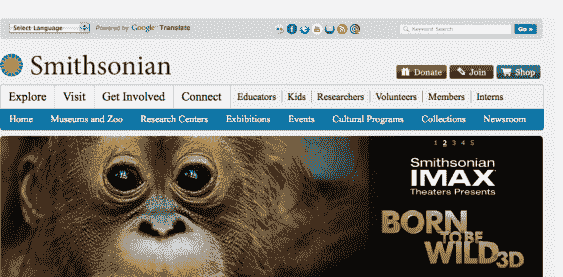 Select Language Powered by Google Translate Keyword Search Go »
Smithsonian
Donate Join Shop
Explore Visit Get Involved Connect Educators Kids Researchers Volunteers Members Interns
Home Museums and Zoo Research Centers Exhibitions Events Cultural Programs Collections Newsroom
1 2 3 4 5
Smithsonian
IMAX
Theaters Presents
BORN
TO BE
WILD3D